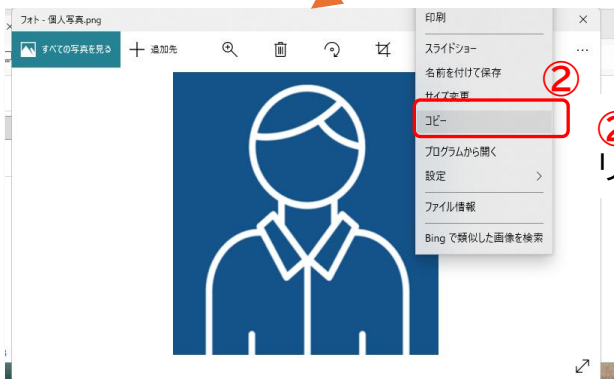 フォト - 個人写真.png
すべての写真を見る
追加先
印刷
スライドショー
名前を付けて保存
サイズ変更
コピー
プログラムから開く
設定
ファイル情報
Bing で類似した画像を検索
②
②
リ